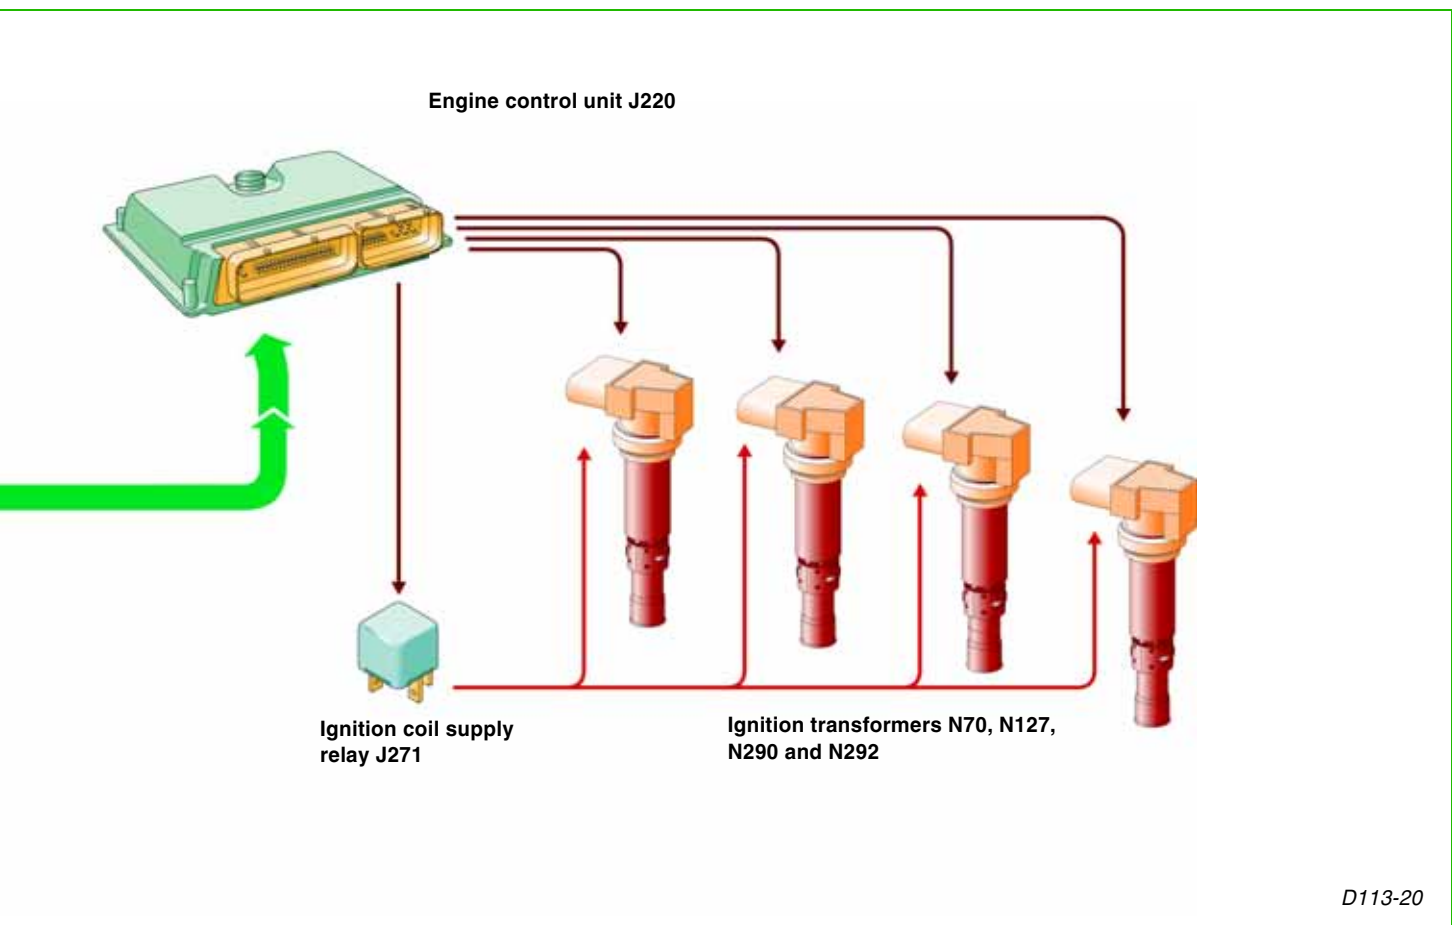 Engine control unit J220
Ignition coil supply
relay J271
Ignition transformers N70, N127,
N290 and N292
D113-20